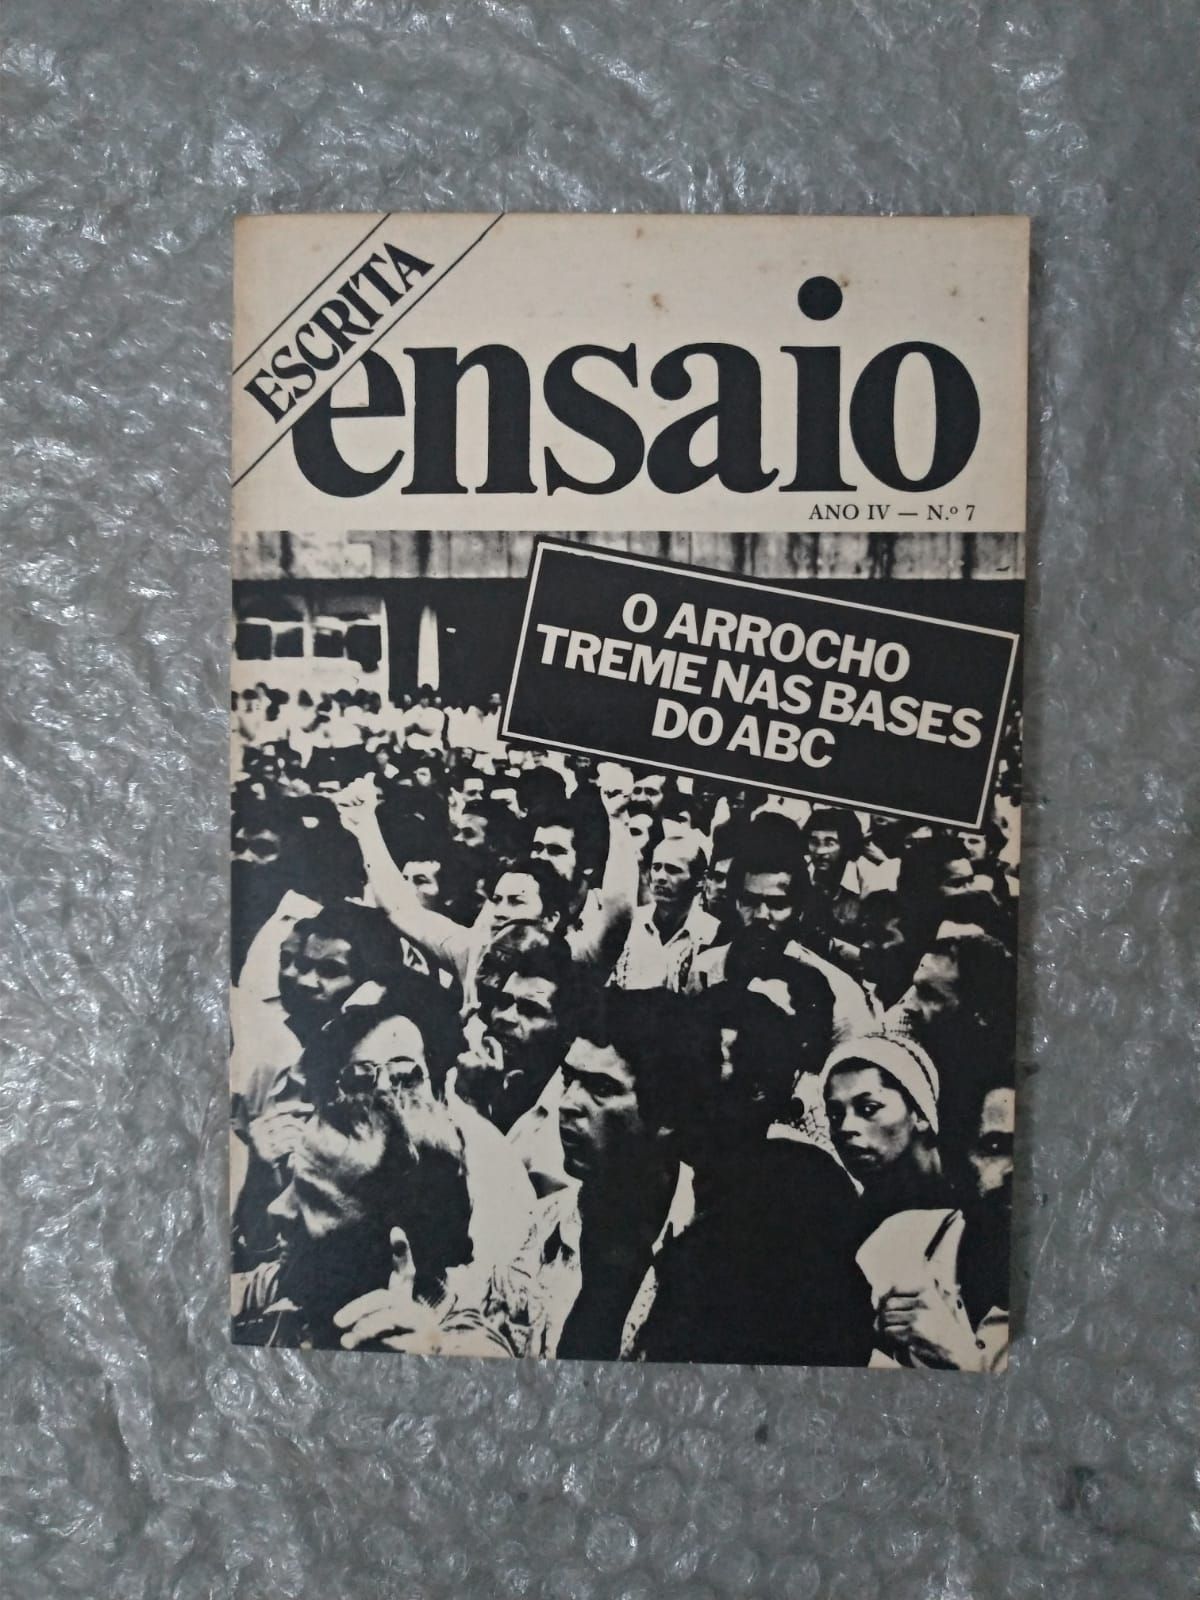 ESCRITA
ensaio
ANO IV — N.º 7
O ARROCHO
TREME NAS BASES
DO ABC